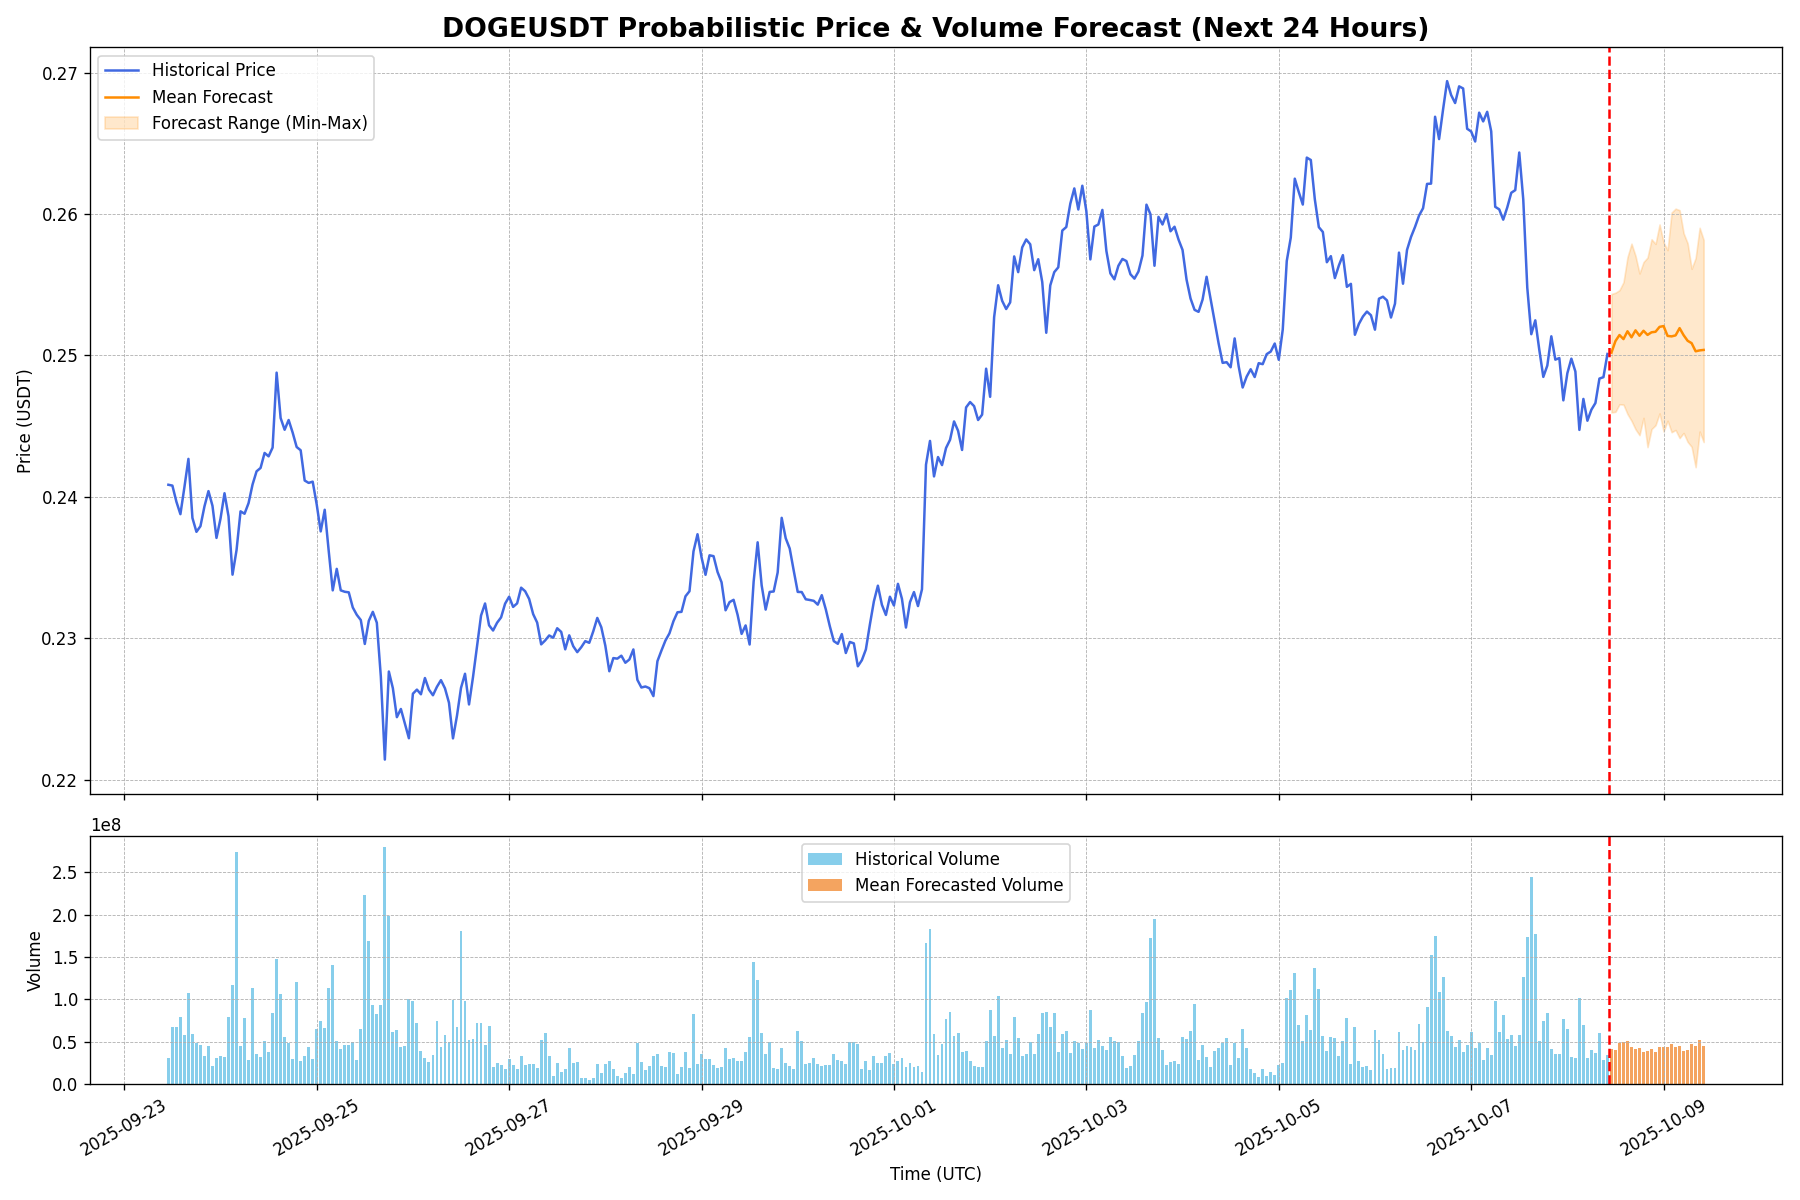 DOGEUSDT Probabilistic Price & Volume Forecast (Next 24 Hours)
Historical Price
Mean Forecast
Forecast Range (Min-Max)
0.27
0.26
0.25
0.24
0.23
0.22
Price (USDT)
1e8
Historical Volume
Mean Forecasted Volume
2.5
2.0
1.5
1.0
0.5
0.0
Volume
2025-09-23
2025-09-25
2025-09-27
2025-09-29
2025-10-01
2025-10-03
2025-10-05
2025-10-07
2025-10-09
Time (UTC)